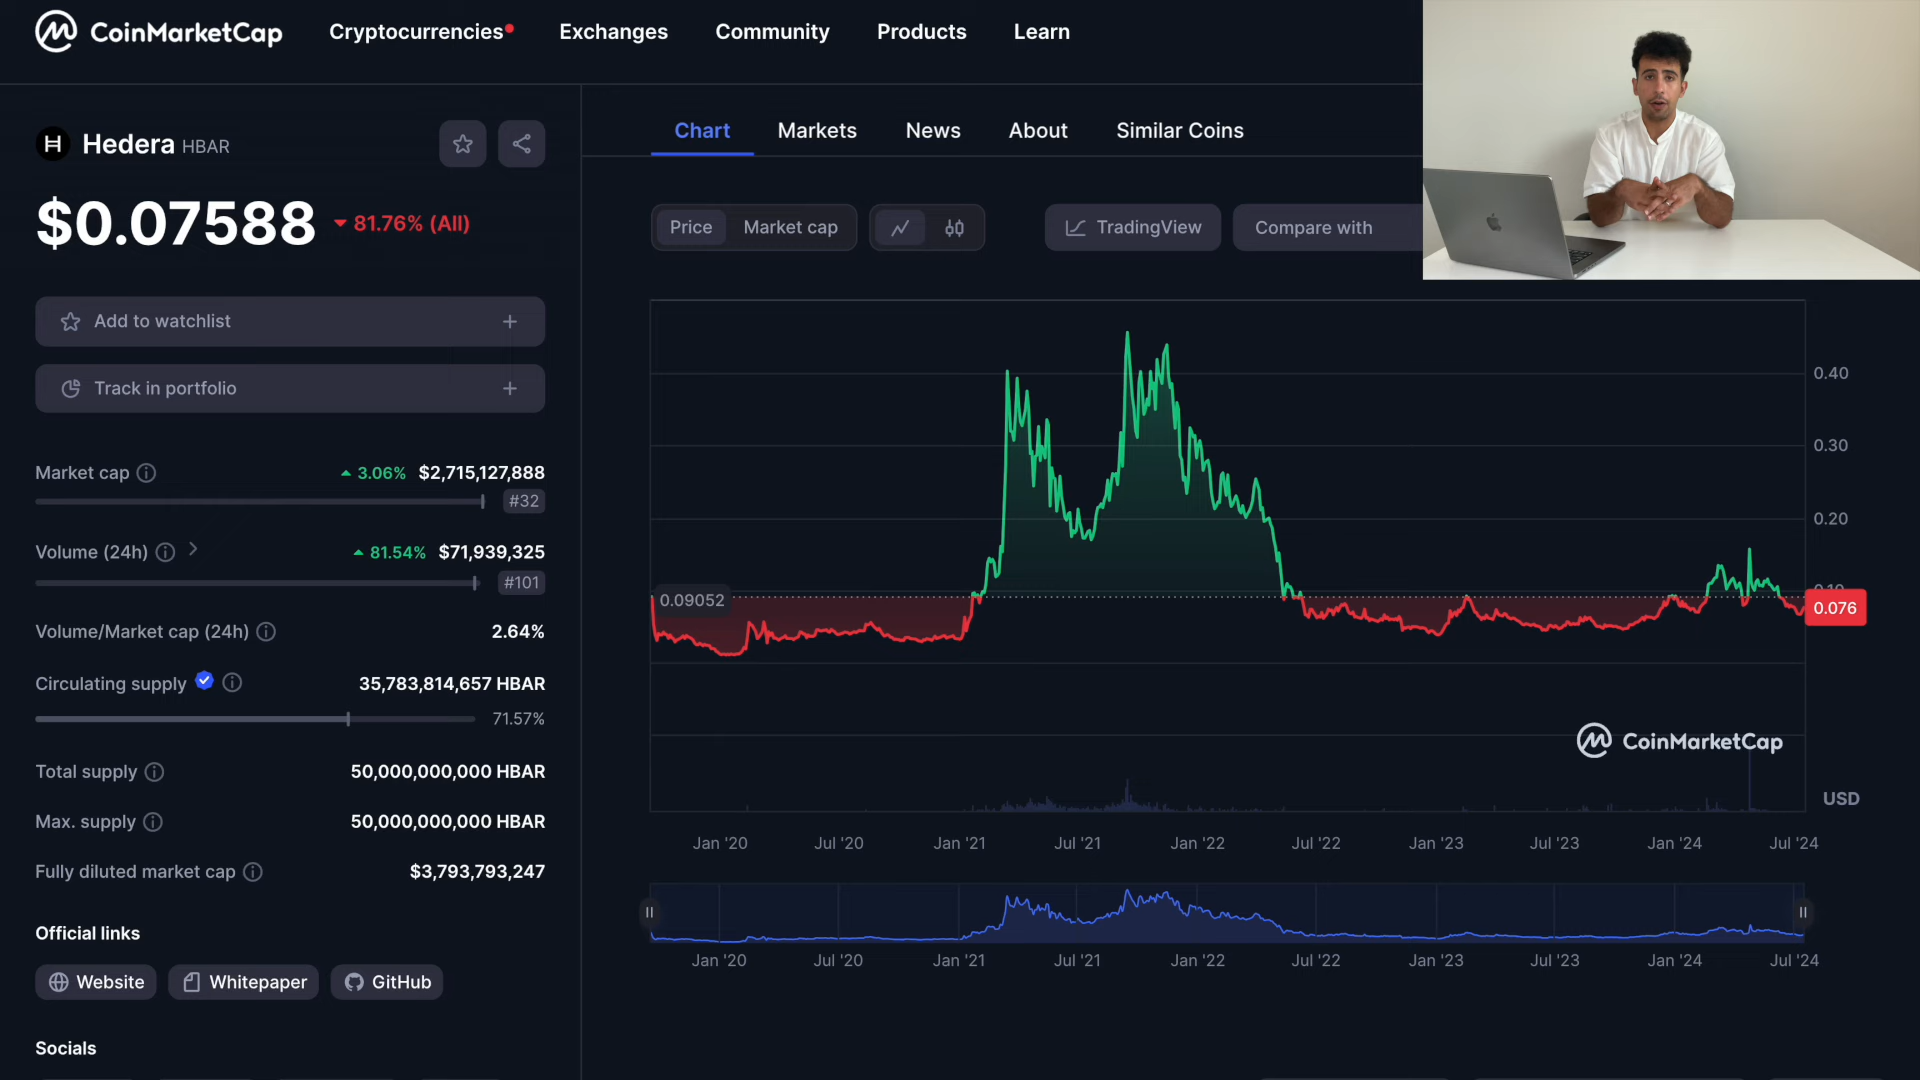 CoinMarketCap
Cryptocurrencies Exchanges Community Products Learn
Hedera HBAR
$0.07588 81.76% (All)
Add to watchlist
Track in portfolio
Market cap 3.06% $2,715,127,888
#32
Volume (24h) 81.54% $71,939,325
#101
Volume/Market cap (24h) 2.64%
Circulating supply 35,783,814,657 HBAR
71.57%
Total supply 50,000,000,000 HBAR
Max. supply 50,000,000,000 HBAR
Fully diluted market cap $3,793,793,247
Official links
Website Whitepaper GitHub
Socials
Chart Markets News About Similar Coins
Price Market cap TradingView Compare with
0.40
0.30
0.20
0.10
0.09052
0.076
CoinMarketCap
USD
Jan '20 Jul '20 Jan '21 Jul '21 Jan '22 Jul '22 Jan '23 Jul '23 Jan '24 Jul '24
Jan '20 Jul '20 Jan '21 Jul '21 Jan '22 Jul '22 Jan '23 Jul '23 Jan '24 Jul '24